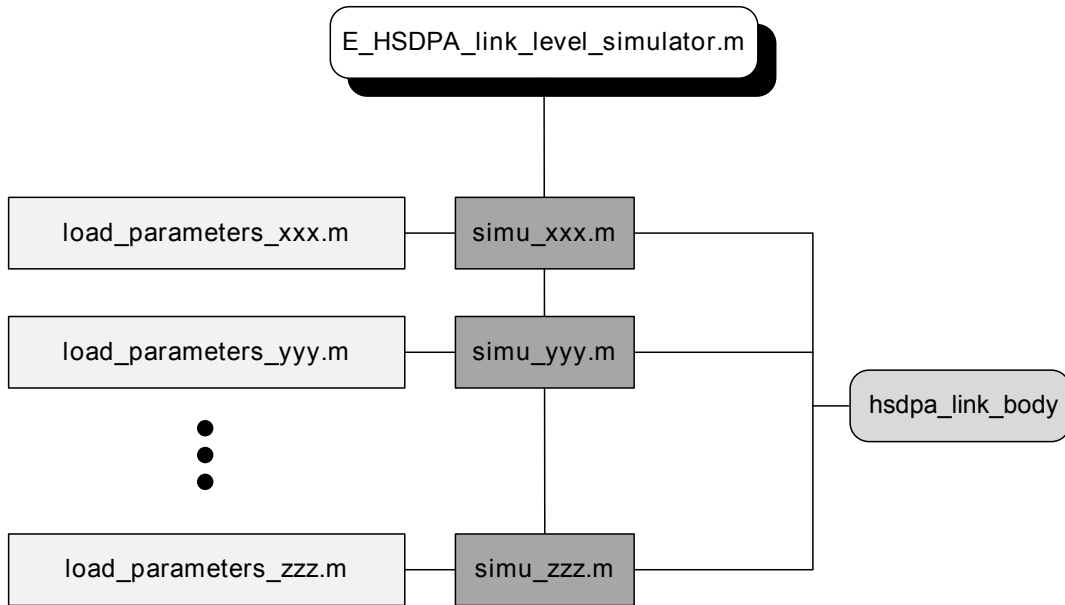 E_HSDPA_link_level_simulator.m
load_parameters_xxx.m
simu_xxx.m
load_parameters_yyy.m
simu_yyy.m
hsdpa_link_body
load_parameters_zzz.m
simu_zzz.m